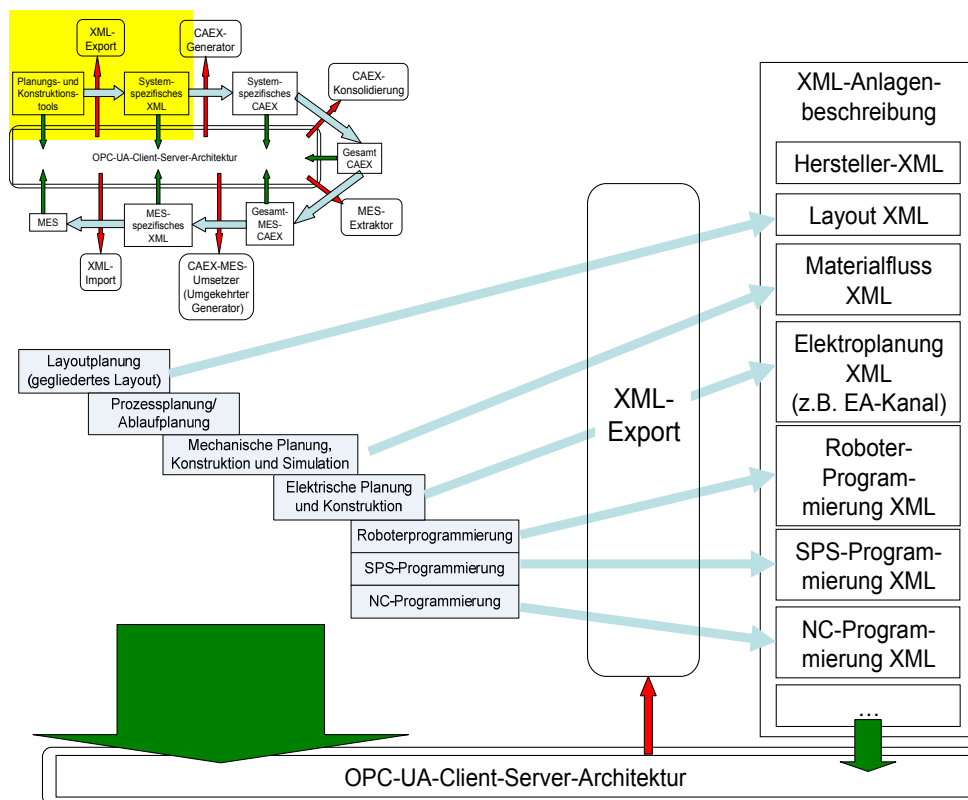 XML-
Export
CAEX-
Generator
Planungs- und
Konstruktions-
tools
System-
spezifisches
XML
System-
spezifisches
CAEX
CAEX-
Konsolidierung
OPC-UA-Client-Server-Architektur
Gesamt
CAEX
MES
MES-
spezifisches
XML
Gesamt-
MES-
CAEX
MES-
Extraktor
XML-
Import
CAEX-MES-
Umsetzer
(Umgekehrter
Generator)
Layoutplanung
(gegliedertes Layout)
Prozessplanung/
Ablaufplanung
Mechanische Planung,
Konstruktion und Simulation
Elektrische Planung
und Konstruktion
Roboterprogrammierung
SPS-Programmierung
NC-Programmierung
XML-
Export
XML-Anlagen-
beschreibung
Hersteller-XML
Layout XML
Materialfluss
XML
Elektroplanung
XML
(z.B. EA-Kanal)
Roboter-
Program-
mierung XML
SPS-Program-
mierung XML
NC-Program-
mierung XML
...
OPC-UA-Client-Server-Architektur